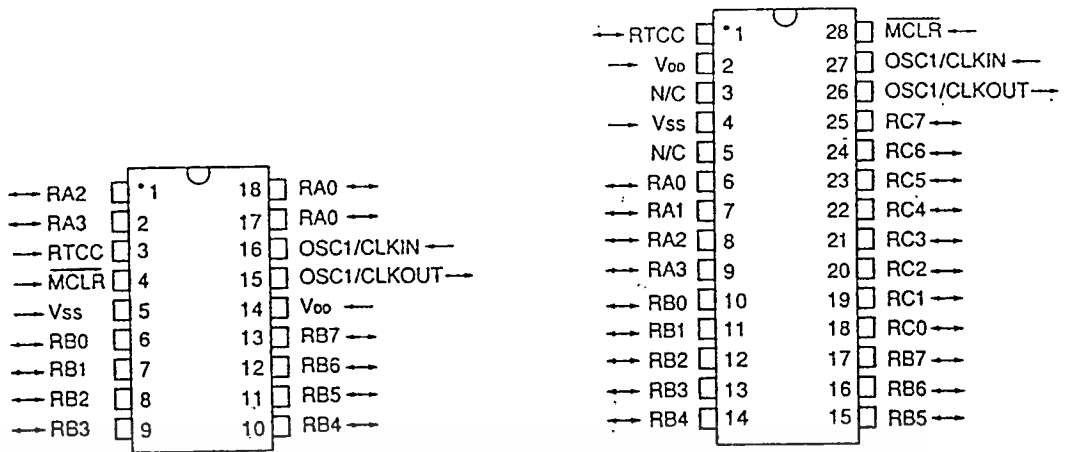 RA2 1 18 RA0
RA3 2 17 RA0
RTCC 3 16 OSC1/CLKIN
MCLR 4 15 OSC1/CLKOUT
Vss 5 14 VDD
RB0 6 13 RB7
RB1 7 12 RB6
RB2 8 11 RB5
RB3 9 10 RB4
RTCC 1 28 MCLR
VDD 2 27 OSC1/CLKIN
N/C 3 26 OSC1/CLKOUT
Vss 4 25 RC7
N/C 5 24 RC6
RA0 6 23 RC5
RA1 7 22 RC4
RA2 8 21 RC3
RA3 9 20 RC2
RB0 10 19 RC1
RB1 11 18 RC0
RB2 12 17 RB7
RB3 13 16 RB6
RB4 14 15 RB5